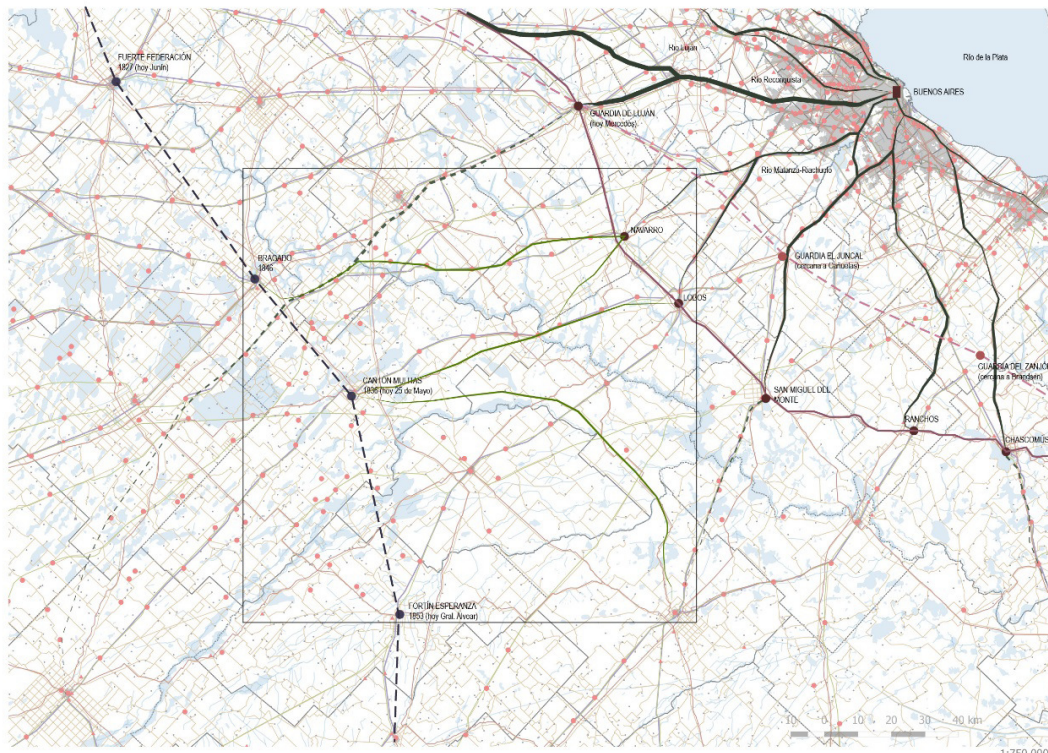 Río de la Plata
FUERTE FEDERACIÓN
1827 (hoy Junín)
Río Luján
Río Reconquista
BUENOS AIRES
GUARDIA DE LUJÁN
(hoy Mercedes)
Río Matanza-Riachuelo
NAVARRO
BRAGADO
1846
GUARDIA EL JUNCAL
(cercana a Cañuelas)
LOBOS
GUARDIA DEL ZANJÓN
(cercana a Brandsen)
CANTÓN MULITAS
1836 (hoy 25 de Mayo)
SAN MIGUEL DEL
MONTE
RANCHOS
CHASCOMÚS
FORTÍN ESPERANZA
1853 (hoy Gral. Alvear)
10 0 10 20 30 40 km
1:750.000